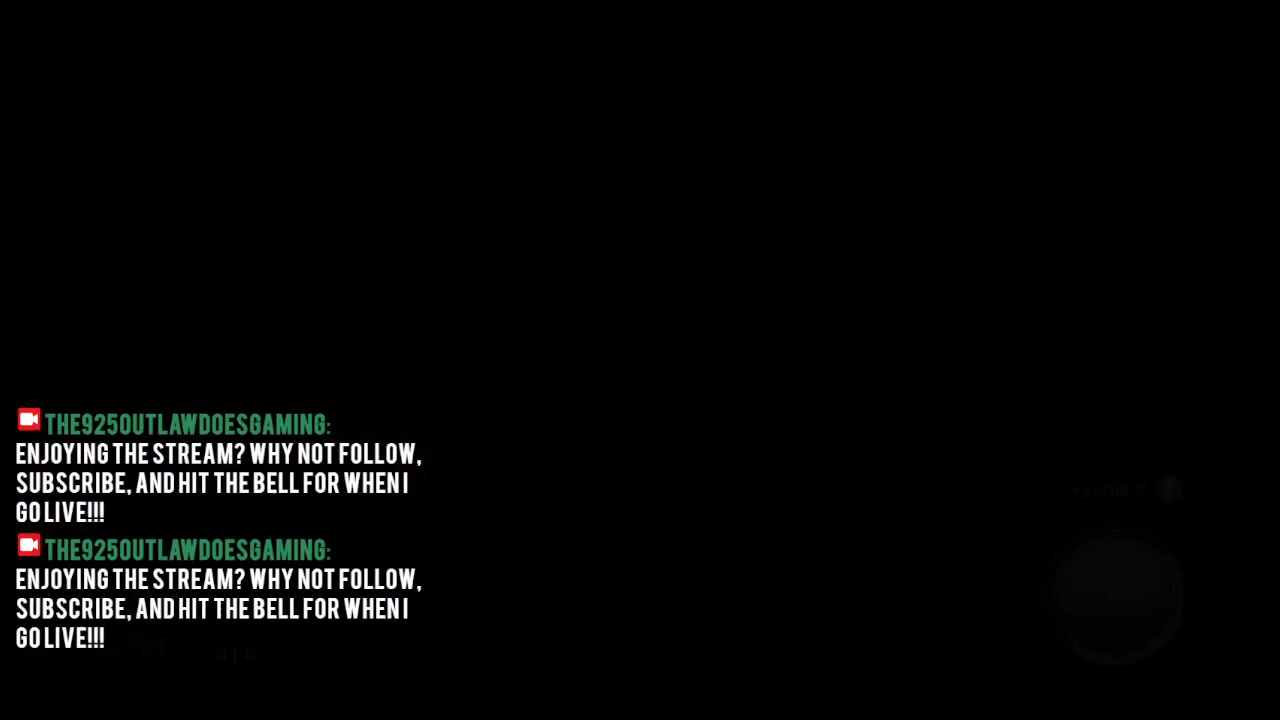 THE925OUTLAWDOESGAMING:
ENJOYING THE STREAM? WHY NOT FOLLOW,
SUBSCRIBE, AND HIT THE BELL FOR WHEN I
GO LIVE!!!
THE925OUTLAWDOESGAMING:
ENJOYING THE STREAM? WHY NOT FOLLOW,
SUBSCRIBE, AND HIT THE BELL FOR WHEN I
GO LIVE!!!